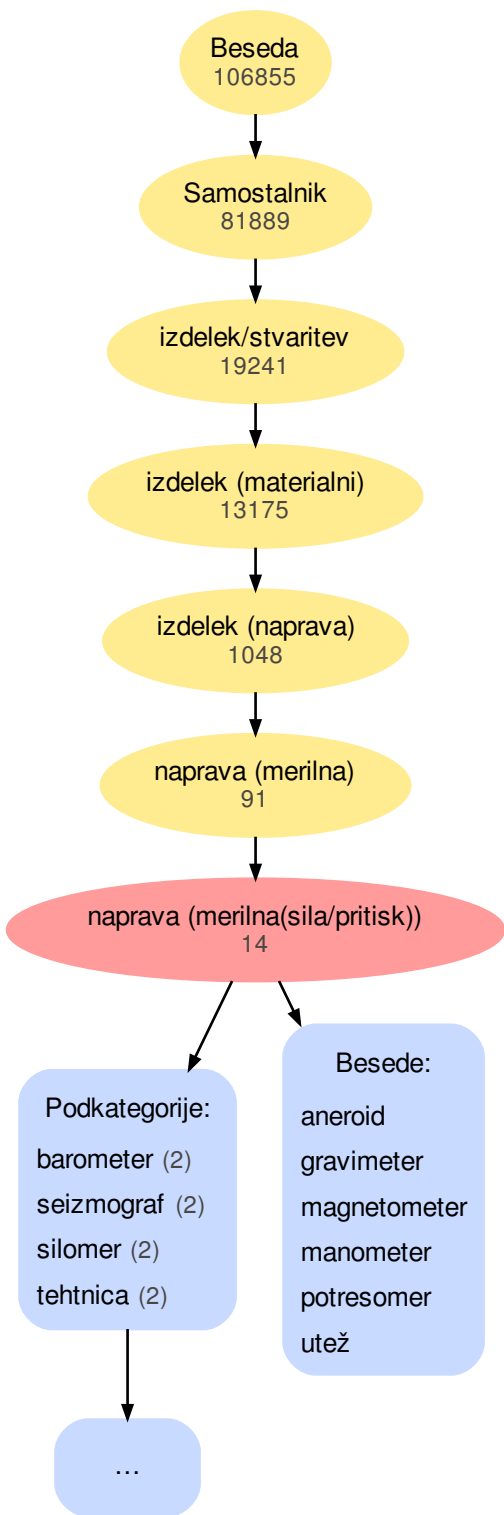 Beseda
106855
Samostalnik
81889
izdelek/stvaritev
19241
izdelek (materialni)
13175
izdelek (naprava)
1048
naprava (merilna)
91
naprava (merilna(sila/pritisk))
14
Podkategorije:
barometer (2)
seizmograf (2)
silomer (2)
tehtnica (2)
...
Besede:
aneroid
gravimeter
magnetometer
manometer
potresomer
utež